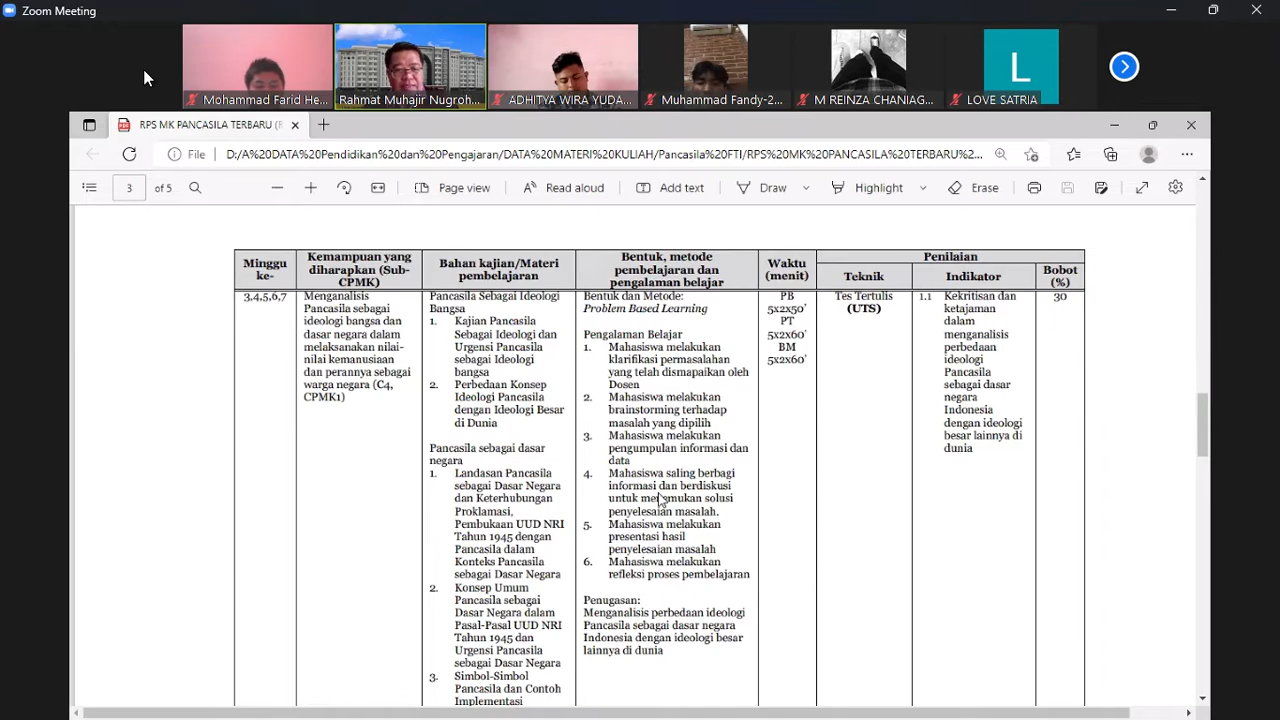 Zoom Meeting
Mohammad Farid He...
Rahmat Muhajir Nugroh...
ADHITYA WIRA YUDA...
Muhammad Fandy-2...
M REINZA CHANIAG...
L
LOVE SATRIA
RPS MK PANCASILA TERBARU (R
File
D:/A%20DATA%20Pendidikan%20dan%20Pengajaran/DATA%20MATERI%20KULIAH/Pancasila%20FTI/RPS%20MK%20PANCASILA%20TERBARU%2...
3
of 5
Page view
Read aloud
Add text
Draw
Highlight
Erase
Minggu
ke-
Kemampuan yang
diharapkan (Sub-
CPMK)
Bahan kajian/Materi
pembelajaran
Bentuk, metode
pembelajaran dan
pengalaman belajar
Waktu
(menit)
Penilaian
Teknik
Indikator
Bobot
(%)
3.4,5,6,7
Menganalisis
Pancasila sebagai
ideologi bangsa dan
dasar negara dalam
melaksanakan nilai-
nilai kemanusiaan
dan perannya sebagai
warga negara (C4,
CPMK1)
Pancasila Sebagai Ideologi
Bangsa
1. Kajian Pancasila
Sebagai Ideologi dan
Urgensi Pancasila
sebagai Ideologi
bangsa
2. Perbedaan Konsep
Ideologi Pancasila
dengan Ideologi Besar
di Dunia
Pancasila sebagai dasar
negara
1. Landasan Pancasila
sebagai Dasar Negara
dan Keterhubungan
Proklamasi,
Pembukaan UUD NRI
Tahun 1945 dengan
Pancasila dalam
Konteks Pancasila
sebagai Dasar Negara
2. Konsep Umum
Pancasila sebagai
Dasar Negara dalam
Pasal-Pasal UUD NRI
Tahun 1945 dan
Urgensi Pancasila
sebagai Dasar Negara
3. Simbol-Simbol
Pancasila dan Contoh
Implementasi
Bentuk dan Metode:
Problem Based Learning
Pengalaman Belajar
1. Mahasiswa melakukan
klarifikasi permasalahan
yang telah dismapaikan oleh
Dosen
2. Mahasiswa melakukan
brainstorming terhadap
masalah yang dipilih
3. Mahasiswa melakukan
pengumpulan informasi dan
data
4. Mahasiswa saling berbagi
informasi dan berdiskusi
untuk menemukan solusi
penyelesaian masalah.
5. Mahasiswa melakukan
presentasi hasil
penyelesaian masalah
6. Mahasiswa melakukan
refleksi proses pembelajaran
Penugasan:
Menganalisis perbedaan ideologi
Pancasila sebagai dasar negara
Indonesia dengan ideologi besar
lainnya di dunia
PB
5x2x50'
PT
5x2x60'
BM
5x2x60'
Tes Tertulis
(UTS)
1.1 Kekritisan dan
ketajaman
dalam
menganalisis
perbedaan
ideologi
Pancasila
sebagai dasar
negara
Indonesia
dengan ideologi
besar lainnya di
dunia
30